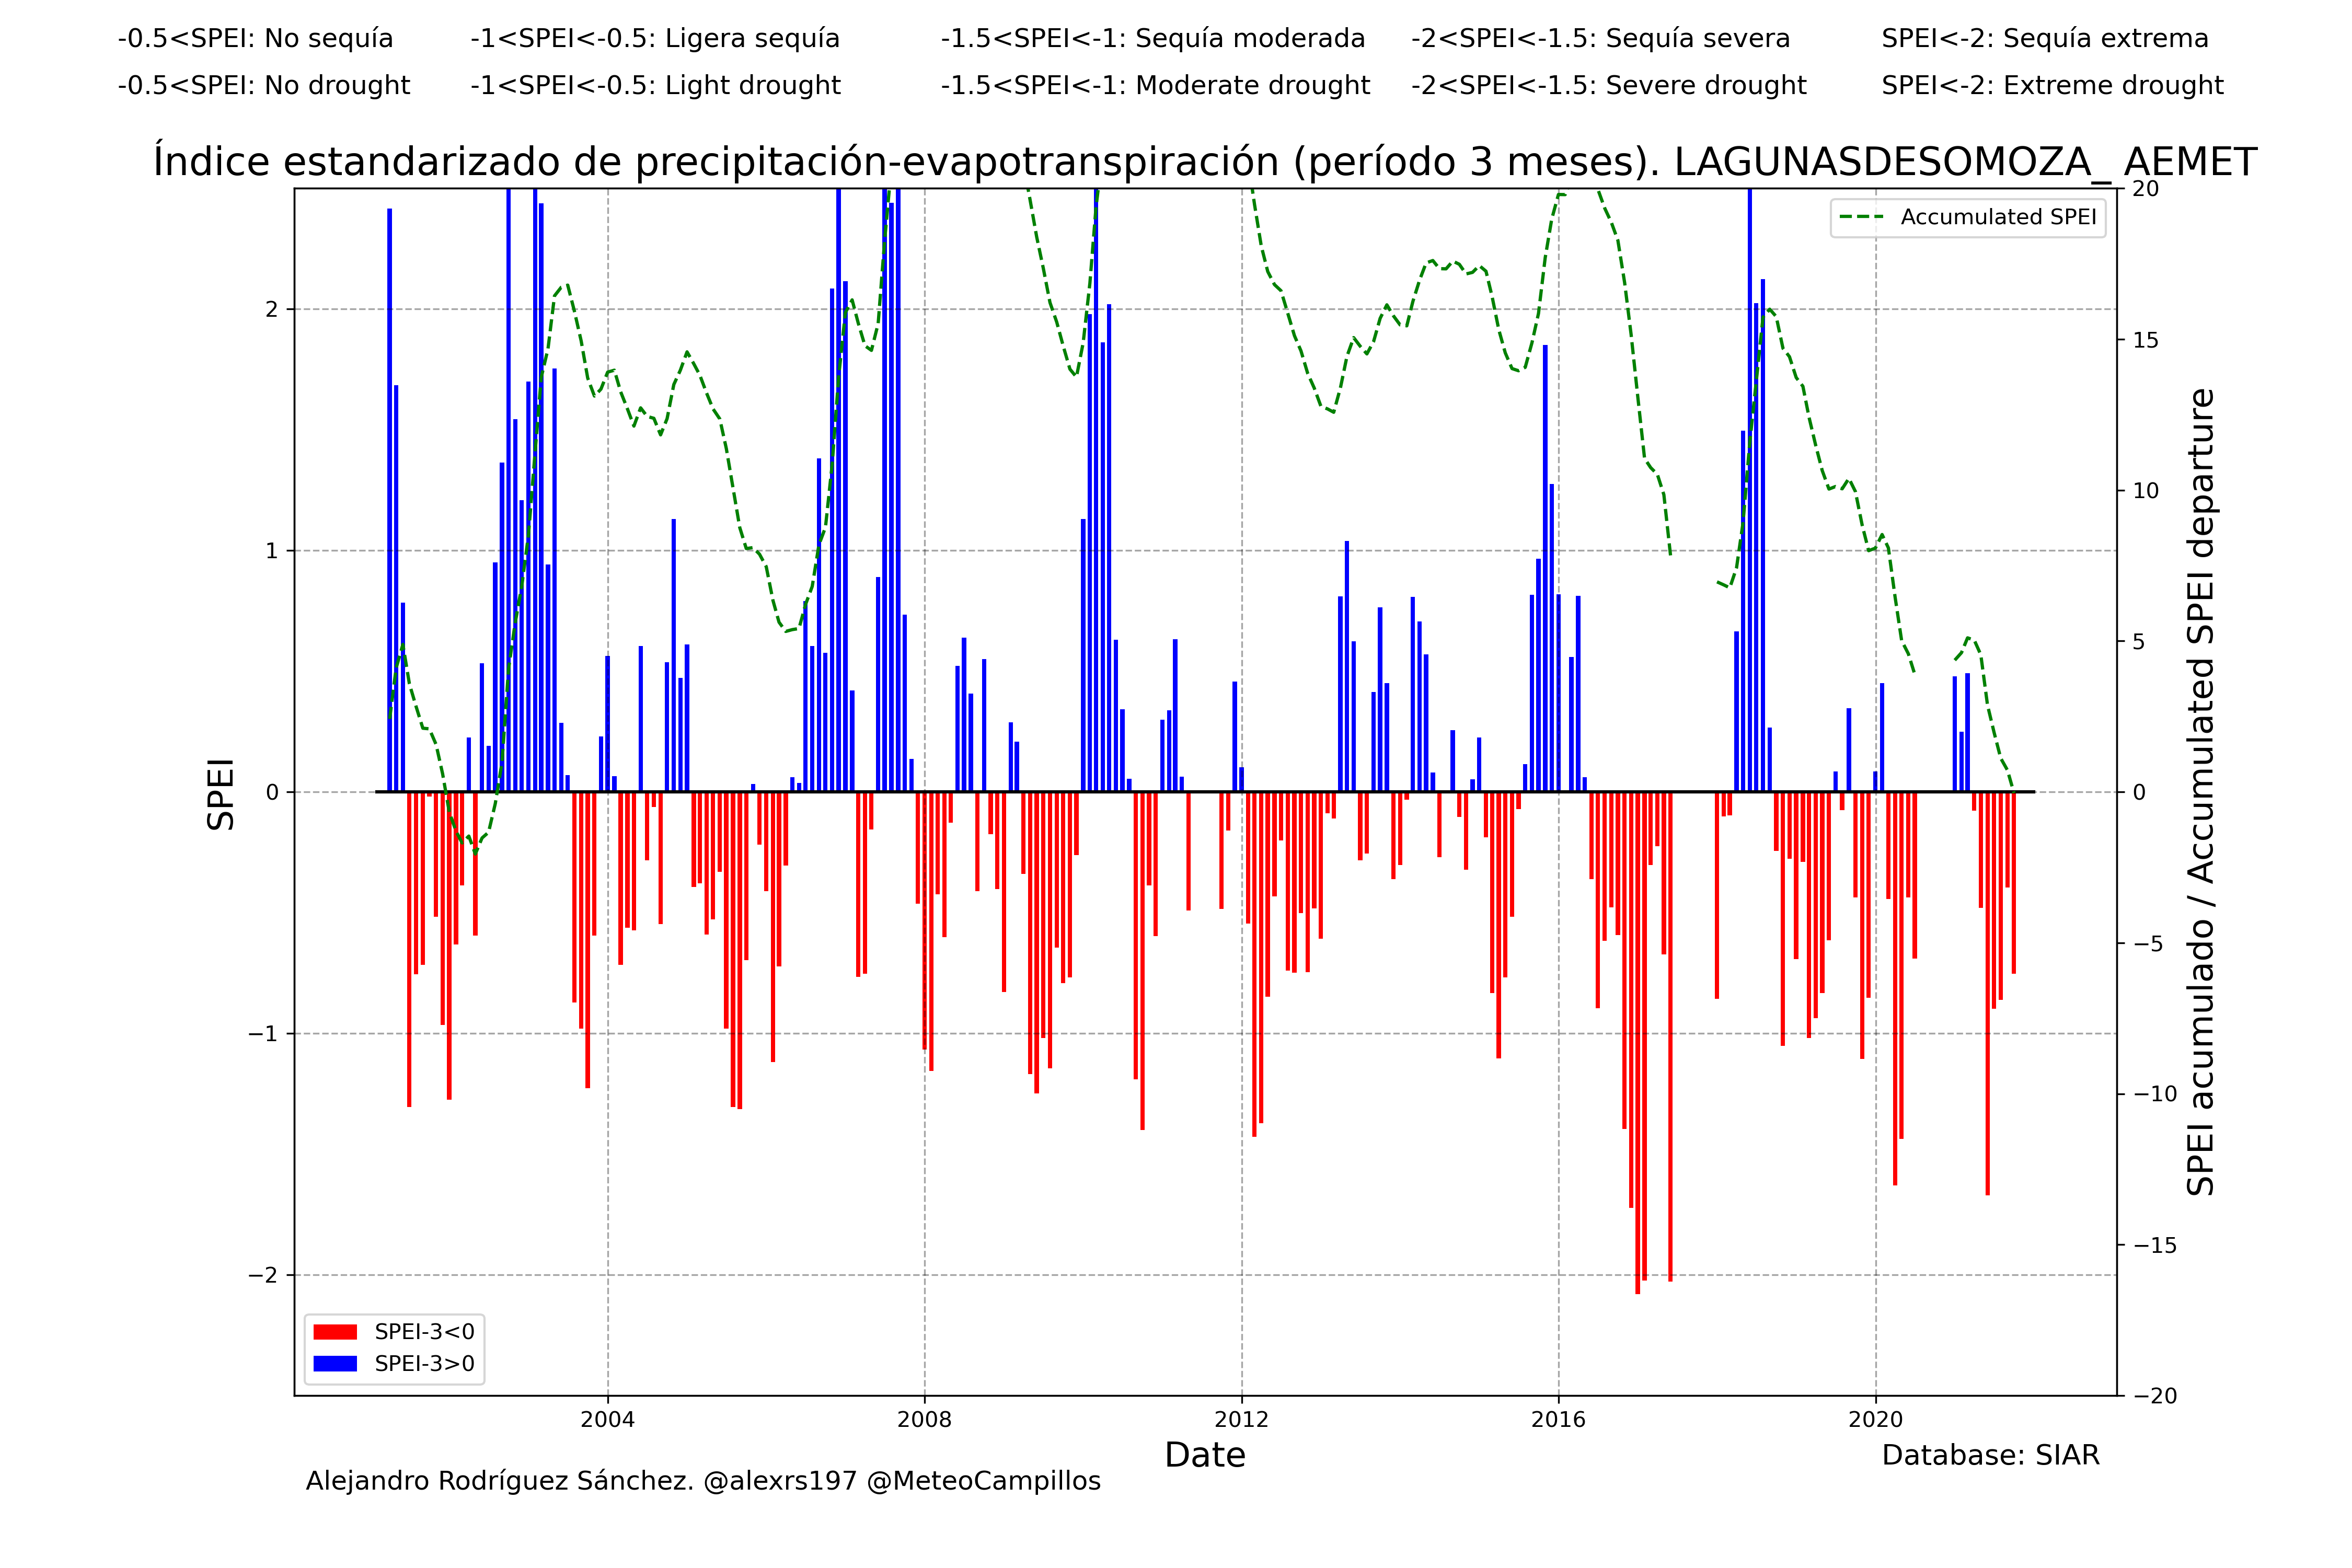 -0.5<SPEI: No sequía -1<SPEI<-0.5: Ligera sequía -1.5<SPEI<-1: Sequía moderada -2<SPEI<-1.5: Sequía severa SPEI<-2: Sequía extrema
-0.5<SPEI: No drought -1<SPEI<-0.5: Light drought -1.5<SPEI<-1: Moderate drought -2<SPEI<-1.5: Severe drought SPEI<-2: Extreme drought
Índice estandarizado de precipitación-evapotranspiración (período 3 meses). LAGUNASDESOMOZA_ AEMET
Accumulated SPEI
SPEI
2
1
0
−1
−2
20
15
10
5
0
−5
−10
−15
−20
SPEI acumulado / Accumulated SPEI departure
SPEI-3<0
SPEI-3>0
2004 2008 2012 2016 2020
Date
Database: SIAR
Alejandro Rodríguez Sánchez. @alexrs197 @MeteoCampillos